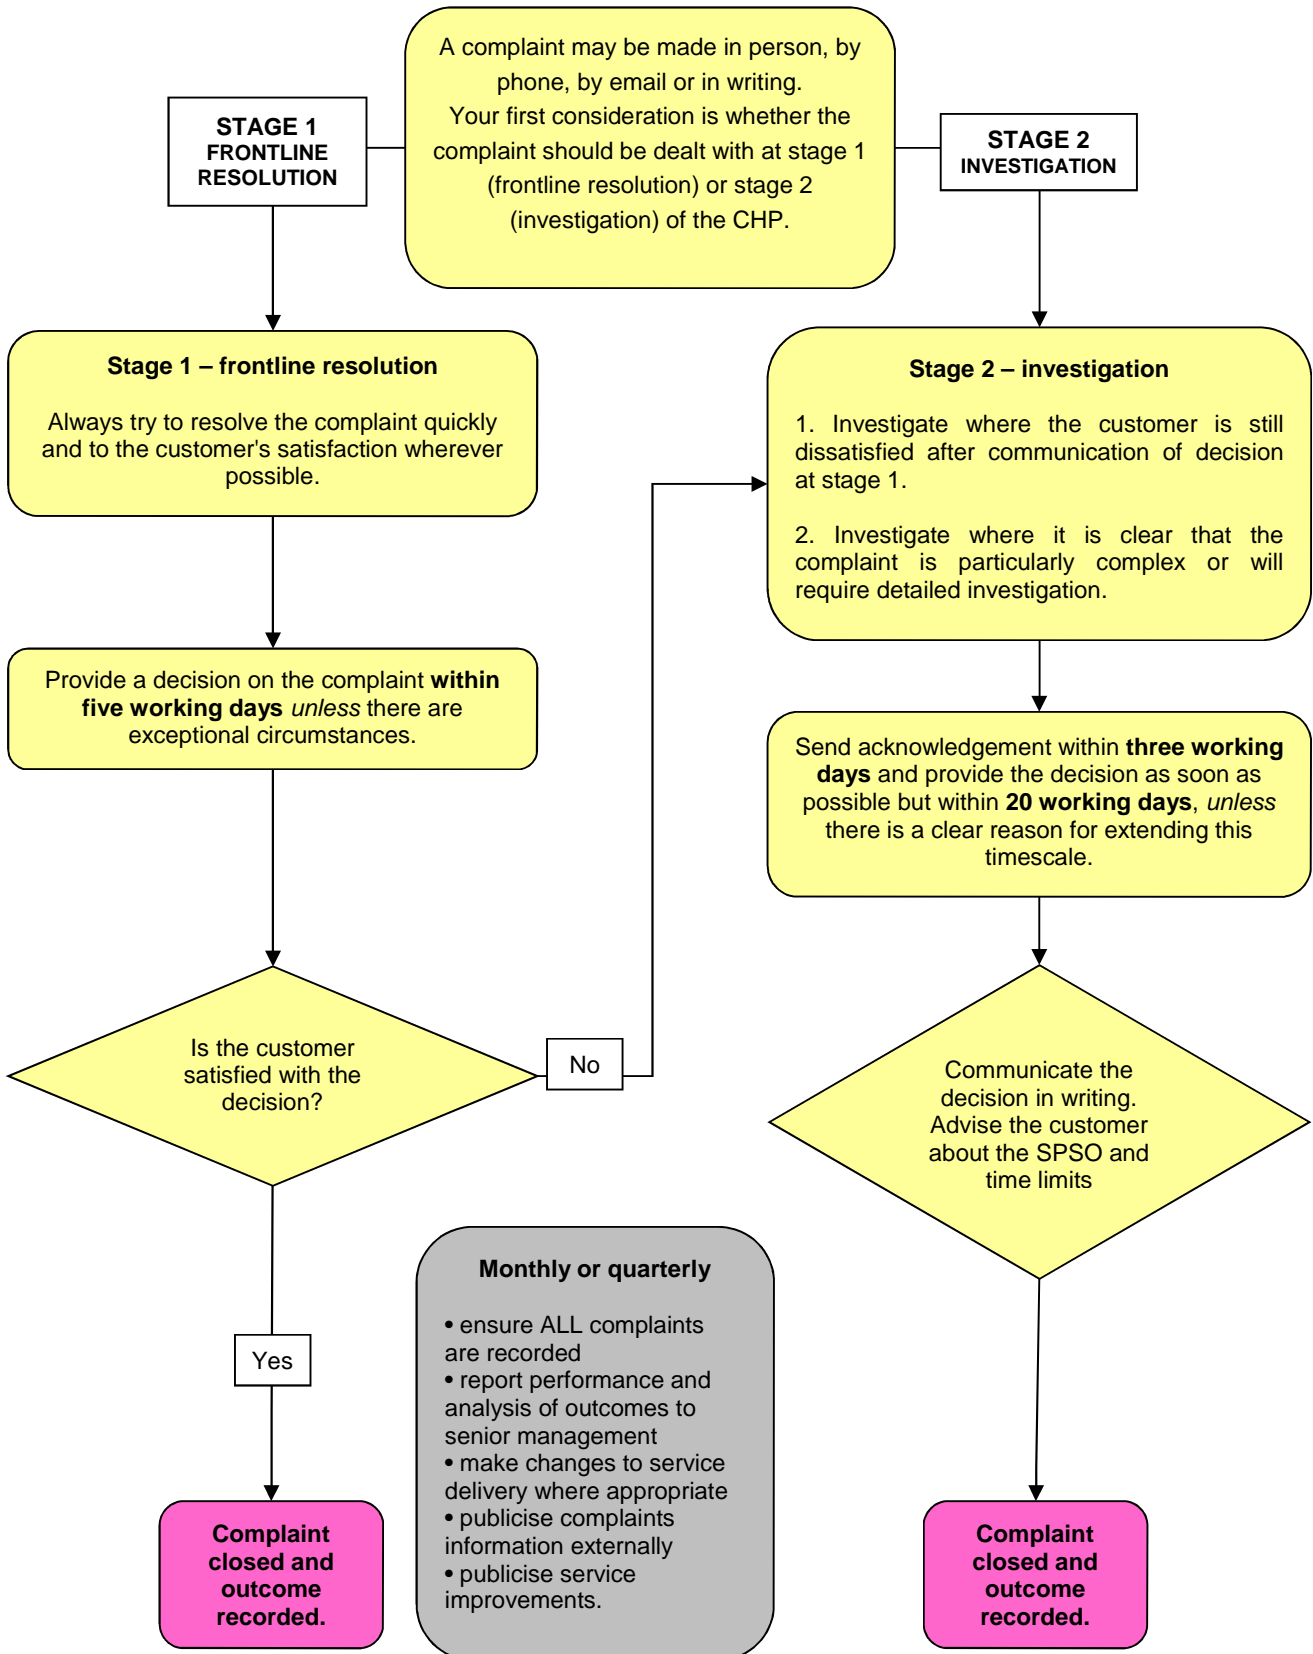 A complaint may be made in person, by
phone, by email or in writing.
Your first consideration is whether the
complaint should be dealt with at stage 1
(frontline resolution) or stage 2
(investigation) of the CHP.
STAGE 1
FRONTLINE
RESOLUTION
STAGE 2
INVESTIGATION
Stage 1 – frontline resolution
Always try to resolve the complaint quickly
and to the customer's satisfaction wherever
possible.
Provide a decision on the complaint within
five working days unless there are
exceptional circumstances.
Is the customer
satisfied with the
decision?
No
Yes
Complaint
closed and
outcome
recorded.
Stage 2 – investigation
1. Investigate where the customer is still
dissatisfied after communication of decision
at stage 1.
2. Investigate where it is clear that the
complaint is particularly complex or will
require detailed investigation.
Send acknowledgement within three working
days and provide the decision as soon as
possible but within 20 working days, unless
there is a clear reason for extending this
timescale.
Communicate the
decision in writing.
Advise the customer
about the SPSO and
time limits
Complaint
closed and
outcome
recorded.
Monthly or quarterly
• ensure ALL complaints
are recorded
• report performance and
analysis of outcomes to
senior management
• make changes to service
delivery where appropriate
• publicise complaints
information externally
• publicise service
improvements.